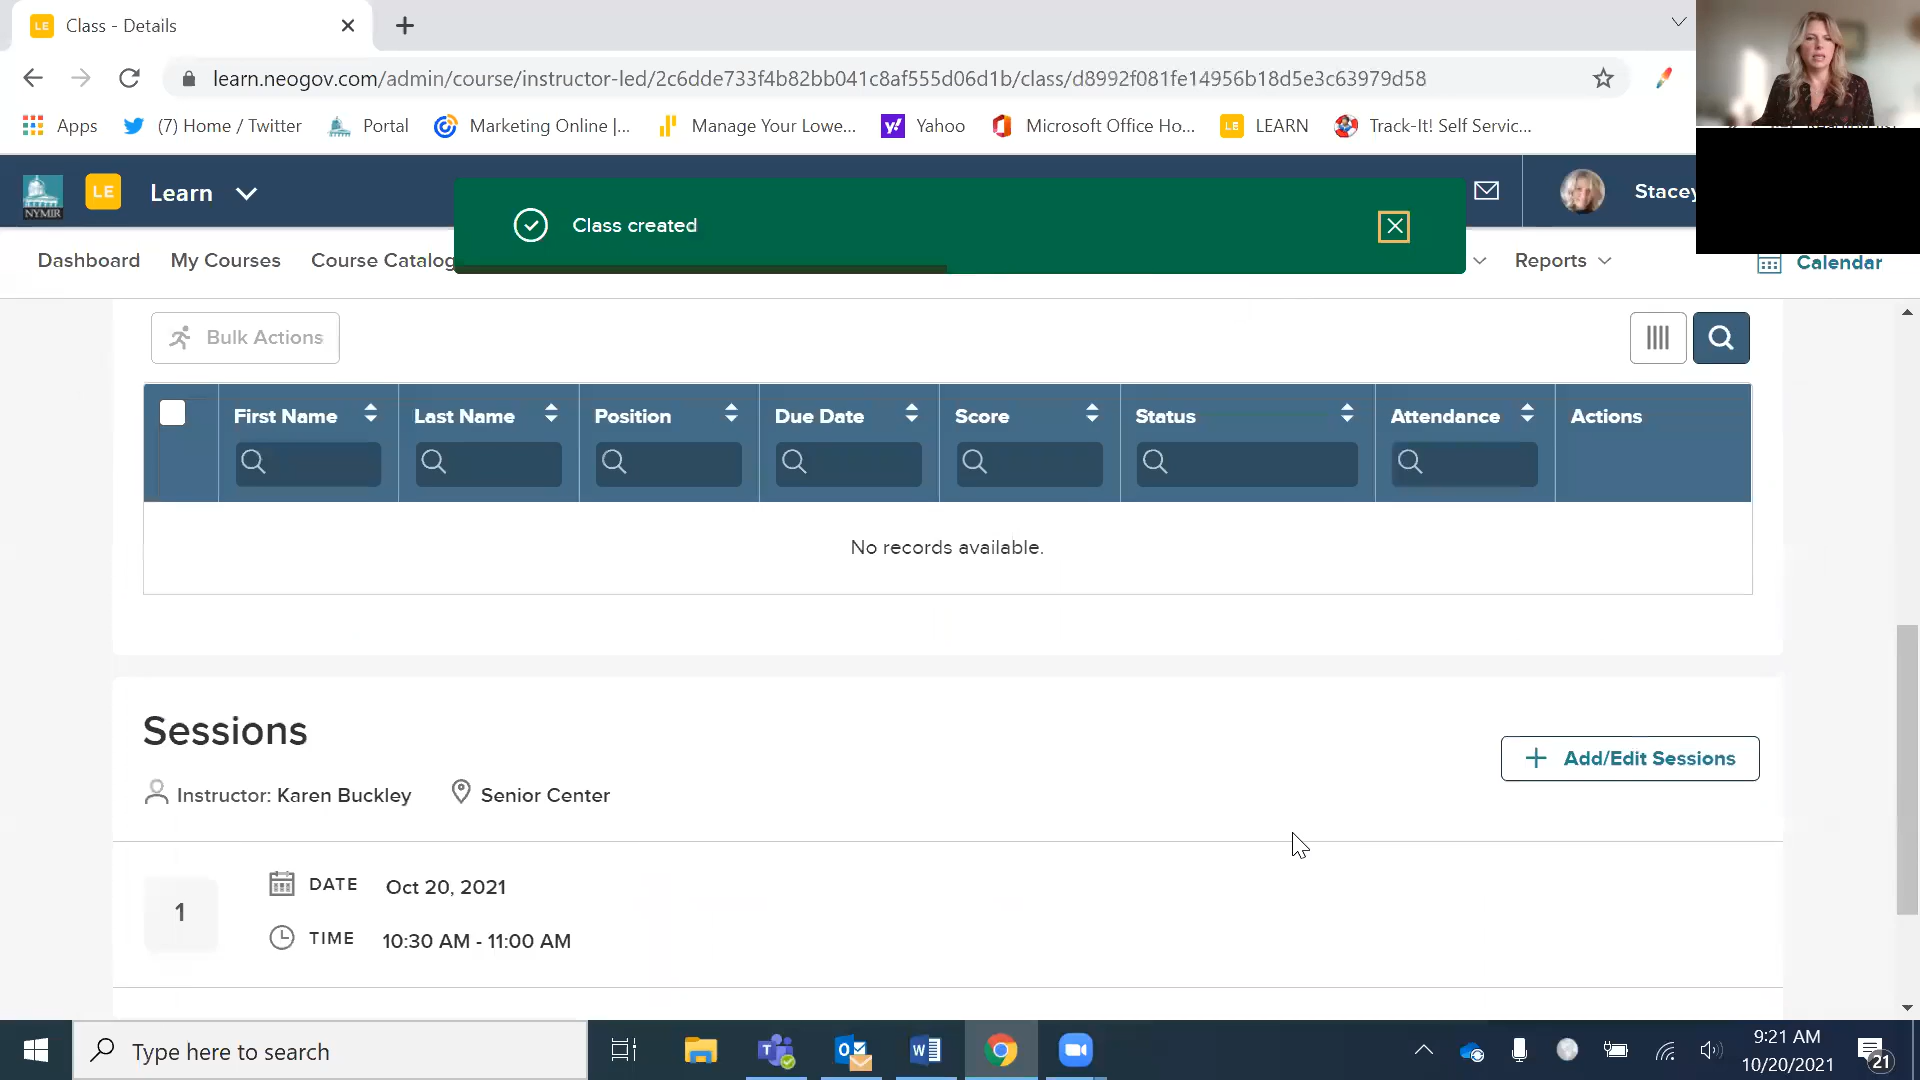 LE Class - Details
learn.neogov.com/admin/course/instructor-led/2c6dde733f4b82bb041c8af555d06d1b/class/d8992f081fe14956b18d5e3c63979d58
Apps (7) Home / Twitter Portal Marketing Online |... Manage Your Lowe... Yahoo Microsoft Office Ho... LE LEARN Track-It! Self Servic...
NYMIR LE Learn Class created Stacey
Dashboard My Courses Course Catalog Reports Calendar
Bulk Actions
First Name Last Name Position Due Date Score Status Attendance Actions
No records available.
Sessions
Add/Edit Sessions
Instructor: Karen Buckley Senior Center
1
DATE Oct 20, 2021
TIME 10:30 AM - 11:00 AM
Type here to search
9:21 AM
10/20/2021
21